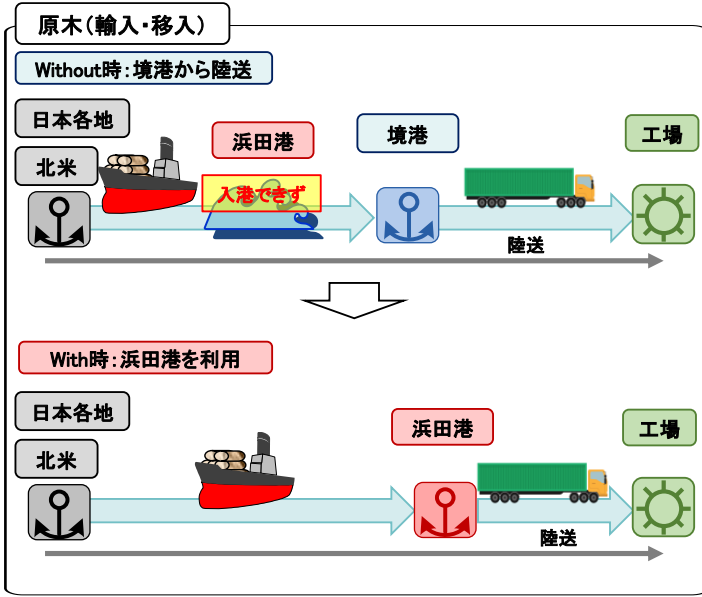 原木(輸入・移入)
Without時:境港から陸送
日本各地
北米
浜田港
入港できず
境港
工場
陸送
With時:浜田港を利用
日本各地
北米
浜田港
工場
陸送